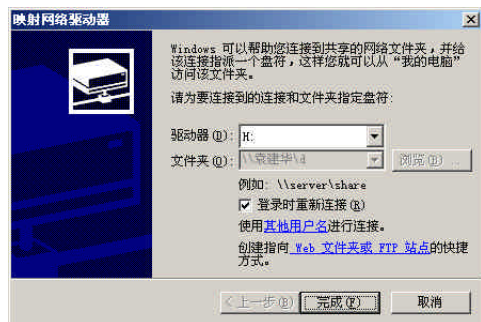 映射网络驱动器
Windows 可以帮助您连接到共享的网络文件夹，并给
该连接指派一个盘符，这样您就可以从“我的电脑”
访问该文件夹。
请为要连接到的连接和文件夹指定盘符：
驱动器(D)： H:
文件夹(O)： \\袁建华\d 浏览(B)...
例如：\\server\share
登录时重新连接(R)
使用其他用户名进行连接。
创建指向 Web 文件夹或 FTP 站点的快捷
方式。
<上一步(B) 完成(F) 取消